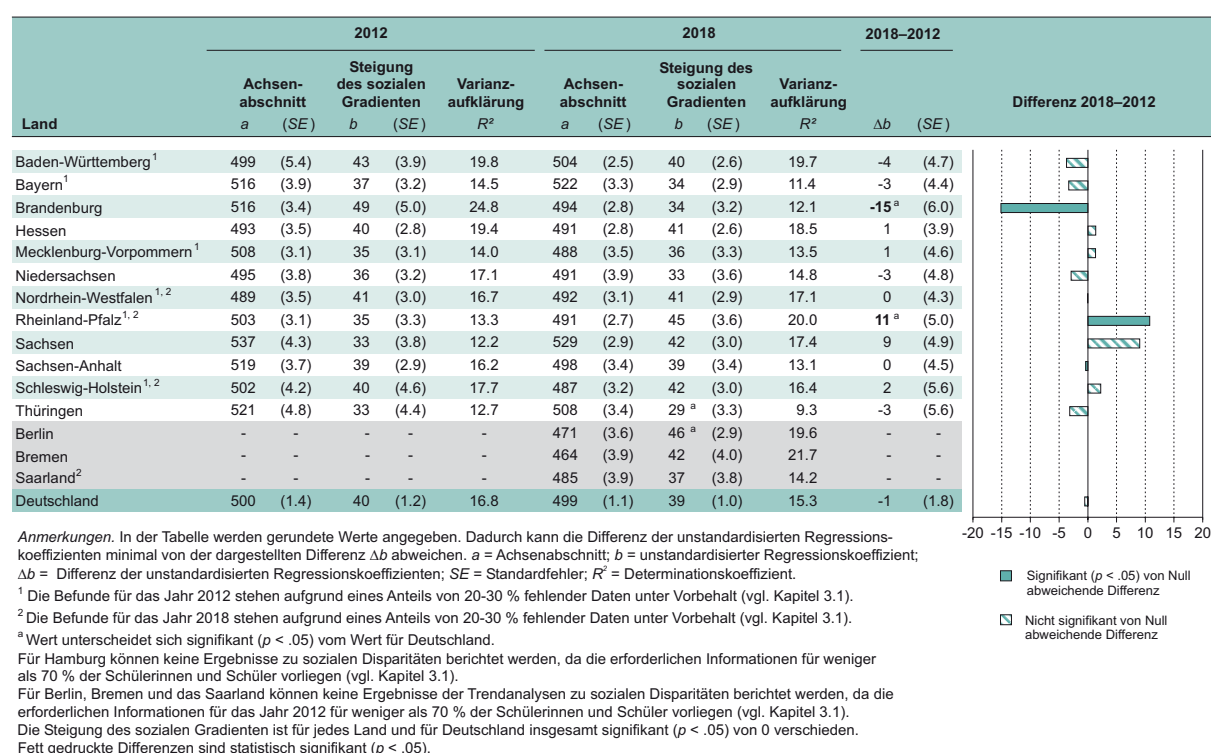 2012 2018 2018–2012
Achsen- Steigung Varianz- Achsen- Steigung des Varianz-
abschnitt des sozialen aufklärung abschnitt sozialen aufklärung Differenz 2018–2012
Gradienten Gradienten
Land a (SE) b (SE) R² a (SE) b (SE) R² Δb (SE)
Baden-Württemberg¹ 499 (5.4) 43 (3.9) 19.8 504 (2.5) 40 (2.6) 19.7 -4 (4.7)
Bayern¹ 516 (3.9) 37 (3.2) 14.5 522 (3.3) 34 (2.9) 11.4 -3 (4.4)
Brandenburg 516 (3.4) 49 (5.0) 24.8 494 (2.8) 34 (3.2) 12.1 -15 ᵃ (6.0)
Hessen 493 (3.5) 40 (2.8) 19.4 491 (2.8) 41 (2.6) 18.5 1 (3.9)
Mecklenburg-Vorpommern¹ 508 (3.1) 35 (3.1) 14.0 488 (3.5) 36 (3.3) 13.5 1 (4.6)
Niedersachsen 495 (3.8) 36 (3.2) 17.1 491 (3.9) 33 (3.6) 14.8 -3 (4.8)
Nordrhein-Westfalen¹˒² 489 (3.5) 41 (3.0) 16.7 492 (3.1) 41 (2.9) 17.1 0 (4.3)
Rheinland-Pfalz¹˒² 503 (3.1) 35 (3.3) 13.3 491 (2.7) 45 (3.6) 20.0 11 ᵃ (5.0)
Sachsen 537 (4.3) 33 (3.8) 12.2 529 (2.9) 42 (3.0) 17.4 9 (4.9)
Sachsen-Anhalt 519 (3.7) 39 (2.9) 16.2 498 (3.4) 39 (3.4) 13.1 0 (4.5)
Schleswig-Holstein¹˒² 502 (4.2) 40 (4.6) 17.7 487 (3.2) 42 (3.0) 16.4 2 (5.6)
Thüringen 521 (4.8) 33 (4.4) 12.7 508 (3.4) 29 ᵃ (3.3) 9.3 -3 (5.6)
Berlin - - - - - 471 (3.6) 46 ᵃ (2.9) 19.6 - -
Bremen - - - - - 464 (3.9) 42 (4.0) 21.7 - -
Saarland² - - - - - 485 (3.9) 37 (3.8) 14.2 - -
Deutschland 500 (1.4) 40 (1.2) 16.8 499 (1.1) 39 (1.0) 15.3 -1 (1.8)
-20 -15 -10 -5 0 5 10 15 20
Signifikant (p < .05) von Null
abweichende Differenz
Nicht signifikant von Null
abweichende Differenz
Anmerkungen. In der Tabelle werden gerundete Werte angegeben. Dadurch kann die Differenz der unstandardisierten Regressions-
koeffizienten minimal von der dargestellten Differenz Δb abweichen. a = Achsenabschnitt; b = unstandardisierter Regressionskoeffizient;
Δb = Differenz der unstandardisierten Regressionskoeffizienten; SE = Standardfehler; R² = Determinationskoeffizient.
¹ Die Befunde für das Jahr 2012 stehen aufgrund eines Anteils von 20-30 % fehlender Daten unter Vorbehalt (vgl. Kapitel 3.1).
² Die Befunde für das Jahr 2018 stehen aufgrund eines Anteils von 20-30 % fehlender Daten unter Vorbehalt (vgl. Kapitel 3.1).
ᵃ Wert unterscheidet sich signifikant (p < .05) vom Wert für Deutschland.
Für Hamburg können keine Ergebnisse zu sozialen Disparitäten berichtet werden, da die erforderlichen Informationen für weniger
als 70 % der Schülerinnen und Schüler vorliegen (vgl. Kapitel 3.1).
Für Berlin, Bremen und das Saarland können keine Ergebnisse der Trendanalysen zu sozialen Disparitäten berichtet werden, da die
erforderlichen Informationen für das Jahr 2012 für weniger als 70 % der Schülerinnen und Schüler vorliegen (vgl. Kapitel 3.1).
Die Steigung des sozialen Gradienten ist für jedes Land und für Deutschland insgesamt signifikant (p < .05) von 0 verschieden.
Fett gedruckte Differenzen sind statistisch signifikant (p < .05).